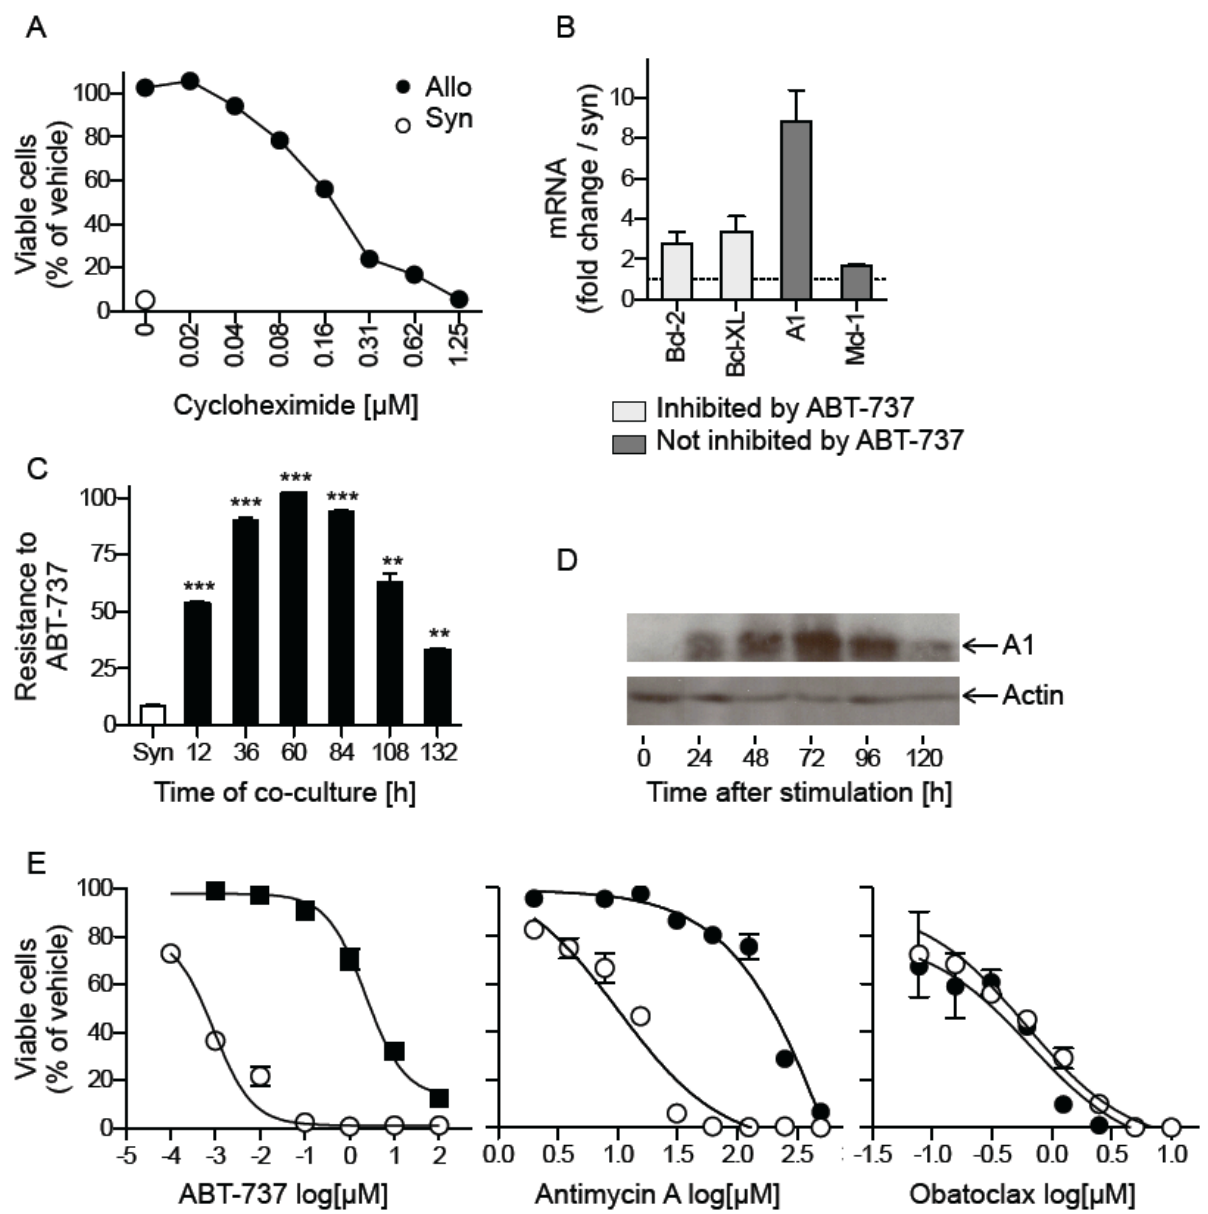 A
Viable cells
(% of vehicle)
100
80
60
40
20
0
Allo
Syn
0 0.02 0.04 0.08 0.16 0.31 0.62 1.25
Cycloheximide [µM]
B
mRNA
(fold change / syn)
10
8
6
4
2
0
Bcl-2 Bcl-XL A1 Mcl-1
Inhibited by ABT-737
Not inhibited by ABT-737
C
Resistance to
ABT-737
100
75
50
25
0
*** *** *** *** ** **
Syn 12 36 60 84 108 132
Time of co-culture [h]
D
A1
Actin
0 24 48 72 96 120
Time after stimulation [h]
E
Viable cells
(% of vehicle)
100
80
60
40
20
0
-5 -4 -3 -2 -1 0 1 2
ABT-737 log[µM]
0.0 0.5 1.0 1.5 2.0 2.5
Antimycin A log[µM]
-1.5 -1.0 -0.5 0.0 0.5 1.0
Obatoclax log[µM]